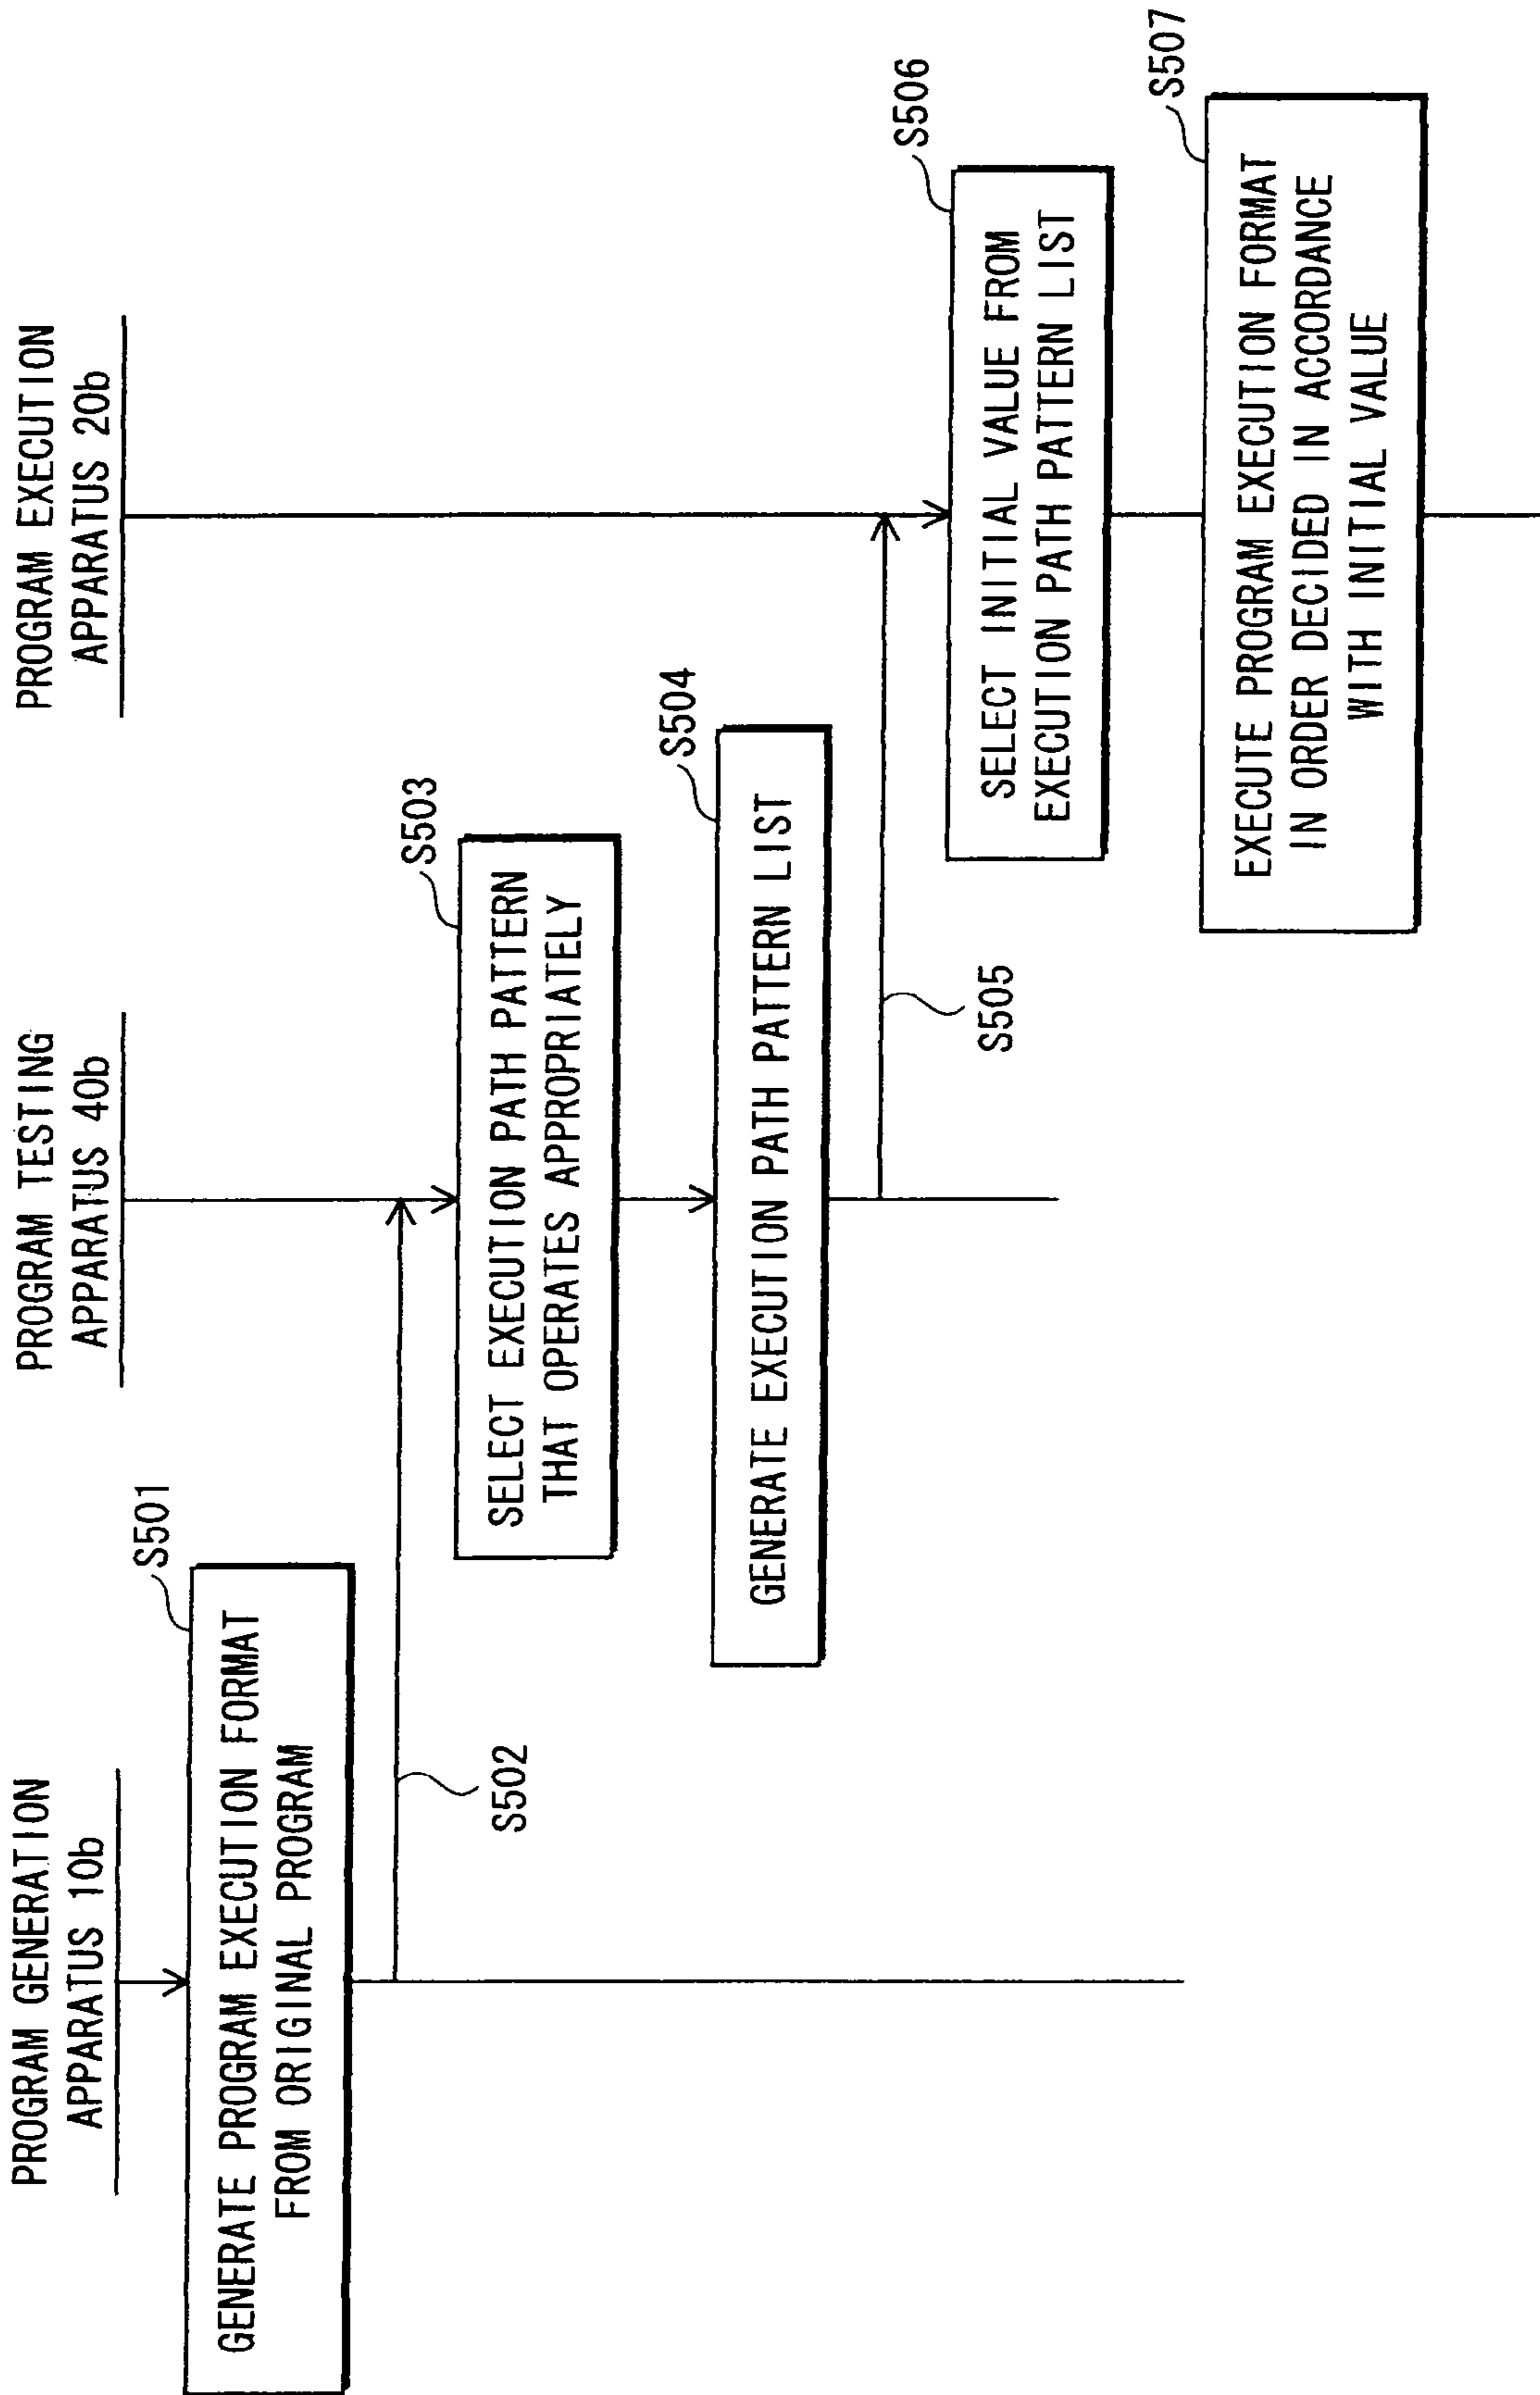 PROGRAM GENERATION
APPARATUS 10b
PROGRAM TESTING
APPARATUS 40b
PROGRAM EXECUTION
APPARATUS 20b
S501
GENERATE PROGRAM EXECUTION FORMAT
FROM ORIGINAL PROGRAM
S502
S503
SELECT EXECUTION PATH PATTERN
THAT OPERATES APPROPRIATELY
S504
GENERATE EXECUTION PATH PATTERN LIST
S505
S506
SELECT INITIAL VALUE FROM
EXECUTION PATH PATTERN LIST
S507
EXECUTE PROGRAM EXECUTION FORMAT
IN ORDER DECIDED IN ACCORDANCE
WITH INITIAL VALUE